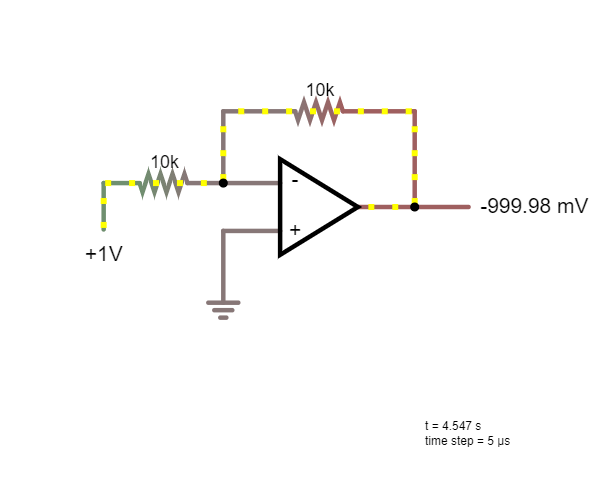 10k
10k
-
+
+1V
-999.98 mV
t = 4.547 s
time step = 5 µs